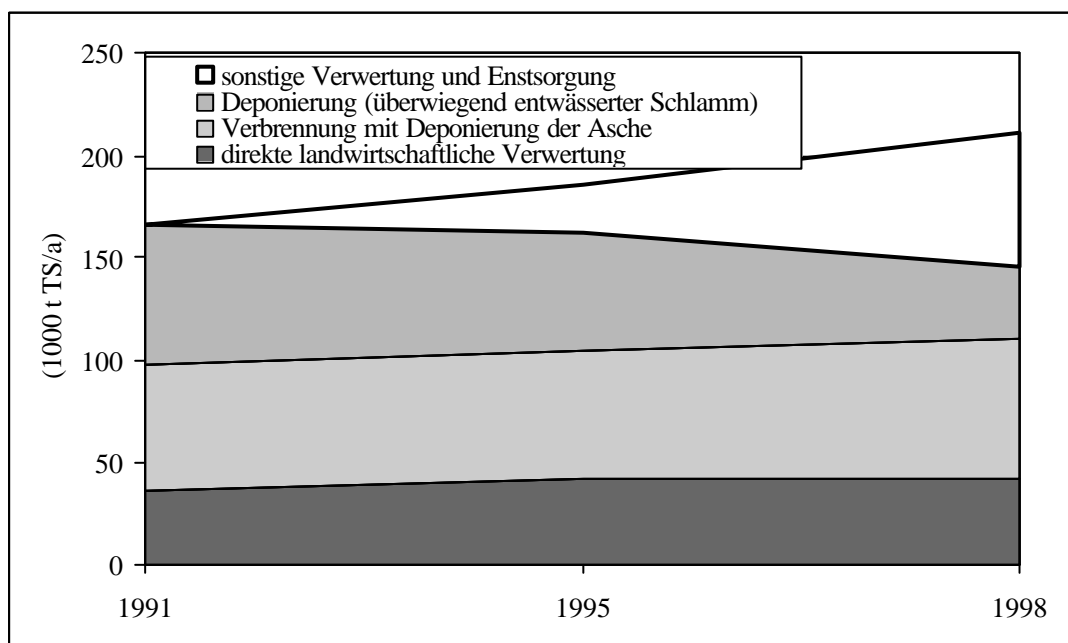 250
sonstige Verwertung und Enstsorgung
Deponierung (überwiegend entwässerter Schlamm)
Verbrennung mit Deponierung der Asche
direkte landwirtschaftliche Verwertung
200
150
100
50
0
(1000 t TS/a)
1991 1995 1998